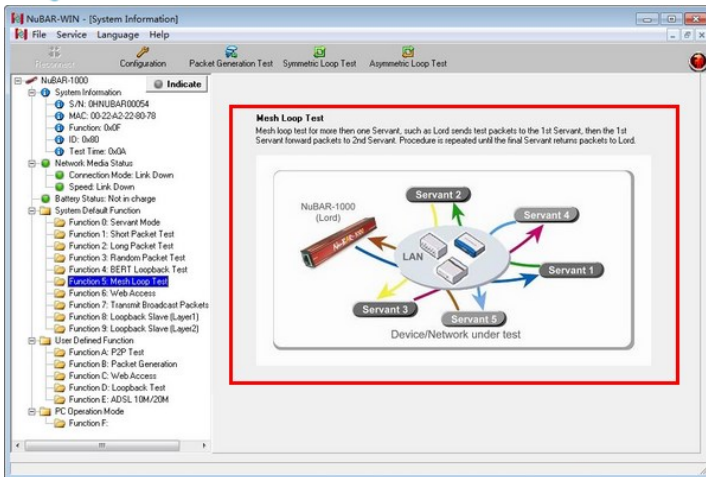 NuBAR-WIN - [System Information]
File Service Language Help
Reconnect Configuration Packet Generation Test Symmetric Loop Test Asymmetric Loop Test
NuBAR-1000
Indicate
System Information
S/N: 0HNUBAR00054
MAC: 00-22-A2-22-80-78
Function: 0x0F
ID: 0x80
Test Time: 0x0A
Network Media Status
Connection Mode: Link Down
Speed: Link Down
Battery Status: Not in charge
System Default Function
Function 0: Servant Mode
Function 1: Short Packet Test
Function 2: Long Packet Test
Function 3: Random Packet Test
Function 4: BERT Loopback Test
Function 5: Mesh Loop Test
Function 6: Web Access
Function 7: Transmit Broadcast Packets
Function 8: Loopback Slave (Layer1)
Function 9: Loopback Slave (Layer2)
User Defined Function
Function A: P2P Test
Function B: Packet Generation
Function C: Web Access
Function D: Loopback Test
Function E: ADSL 10M/20M
PC Operation Mode
Function F:
Mesh Loop Test
Mesh loop test for more then one Servant, such as Lord sends test packets to the 1st Servant, then the 1st
Servant forward packets to 2nd Servant. Procedure is repeated until the final Servant returns packets to Lord.
Servant 2
NuBAR-1000
(Lord)
Servant 4
NuBAR-1000
LAN
Servant 1
Servant 3
Servant 5
Device/Network under test